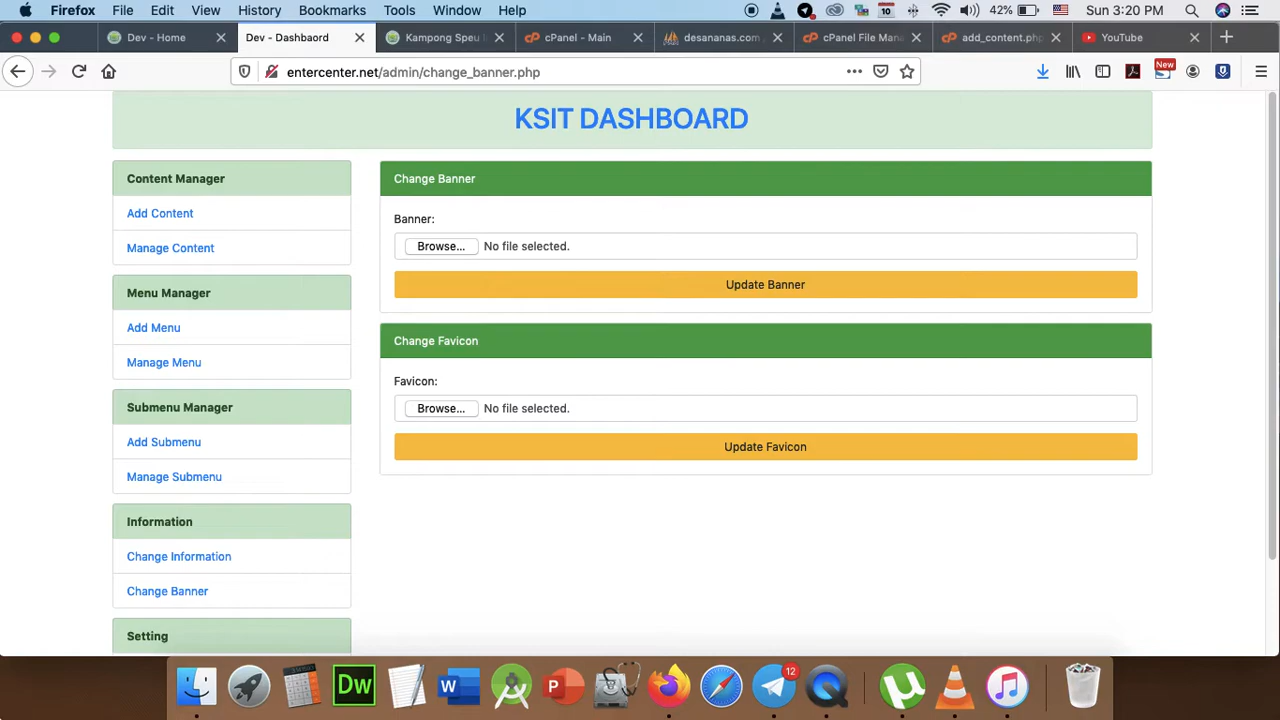 Firefox File Edit View History Bookmarks Tools Window Help 10 42% Sun 3:20 PM
Dev - Home Dev - Dashbaord Kampong Speu I cPanel - Main desananas.com cPanel File Man add_content.php YouTube
entercenter.net/admin/change_banner.php New
KSIT DASHBOARD
Content Manager
Add Content
Manage Content
Menu Manager
Add Menu
Manage Menu
Submenu Manager
Add Submenu
Manage Submenu
Information
Change Information
Change Banner
Setting
Change Banner
Banner:
Browse... No file selected.
Update Banner
Change Favicon
Favicon:
Browse... No file selected.
Update Favicon
Dw W P 12